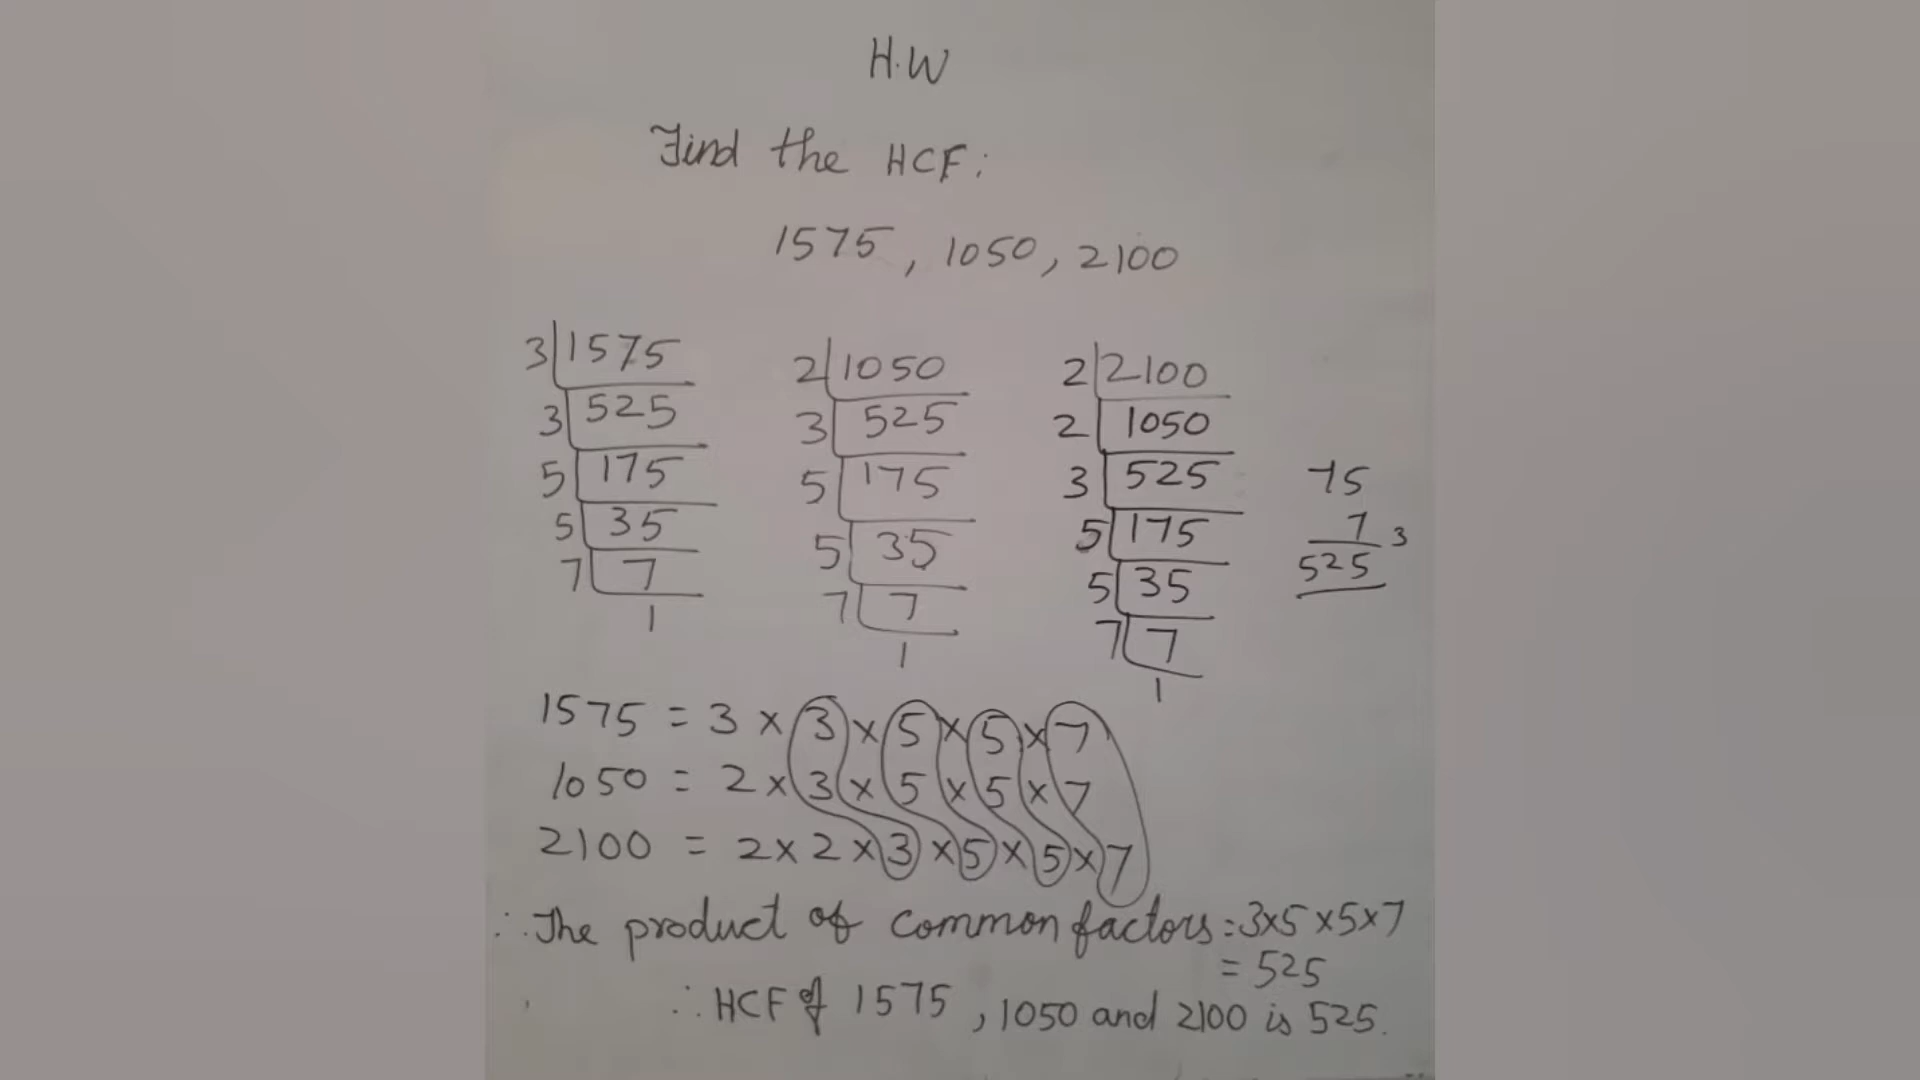 H.W
Find the HCF:
1575, 1050, 2100
3 1575
3 525
5 175
5 35
7 7
1
2 1050
3 525
5 175
5 35
7 7
1
2 2100
2 1050
3 525
5 175
5 35
7 7
1
75
7 3
525
1575 = 3 × 3 × 5 × 5 × 7
1050 = 2 × 3 × 5 × 5 × 7
2100 = 2 × 2 × 3 × 5 × 5 × 7
∴ The product of common factors = 3×5×5×7
= 525
∴ HCF of 1575, 1050 and 2100 is 525.